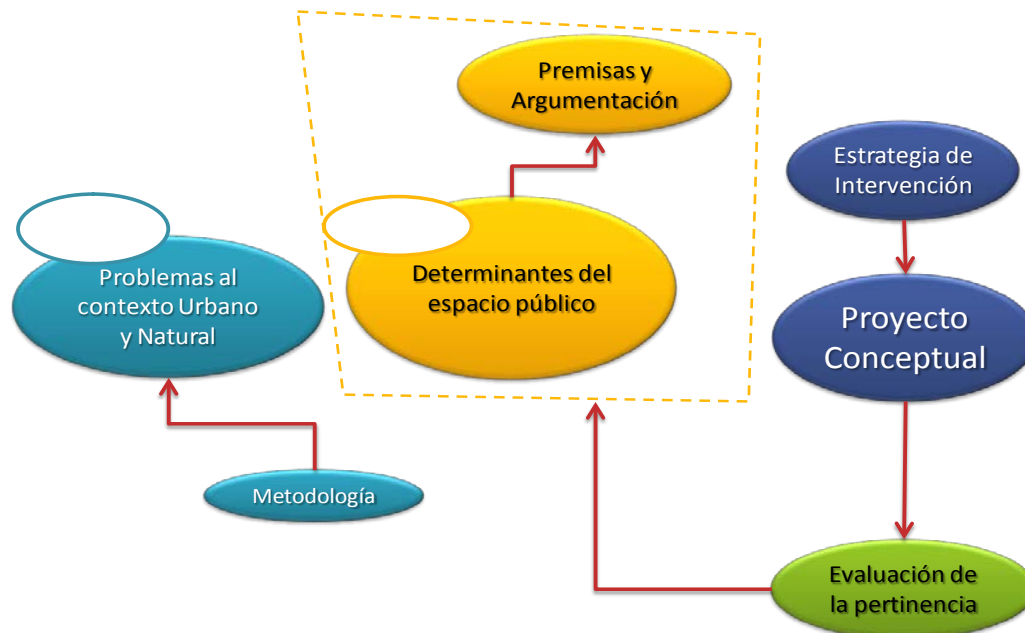 Premisas y
Argumentación
Estrategia de
Intervención
Problemas al
contexto Urbano
y Natural
Determinantes del
espacio público
Proyecto
Conceptual
Metodología
Evaluación de
la pertinencia